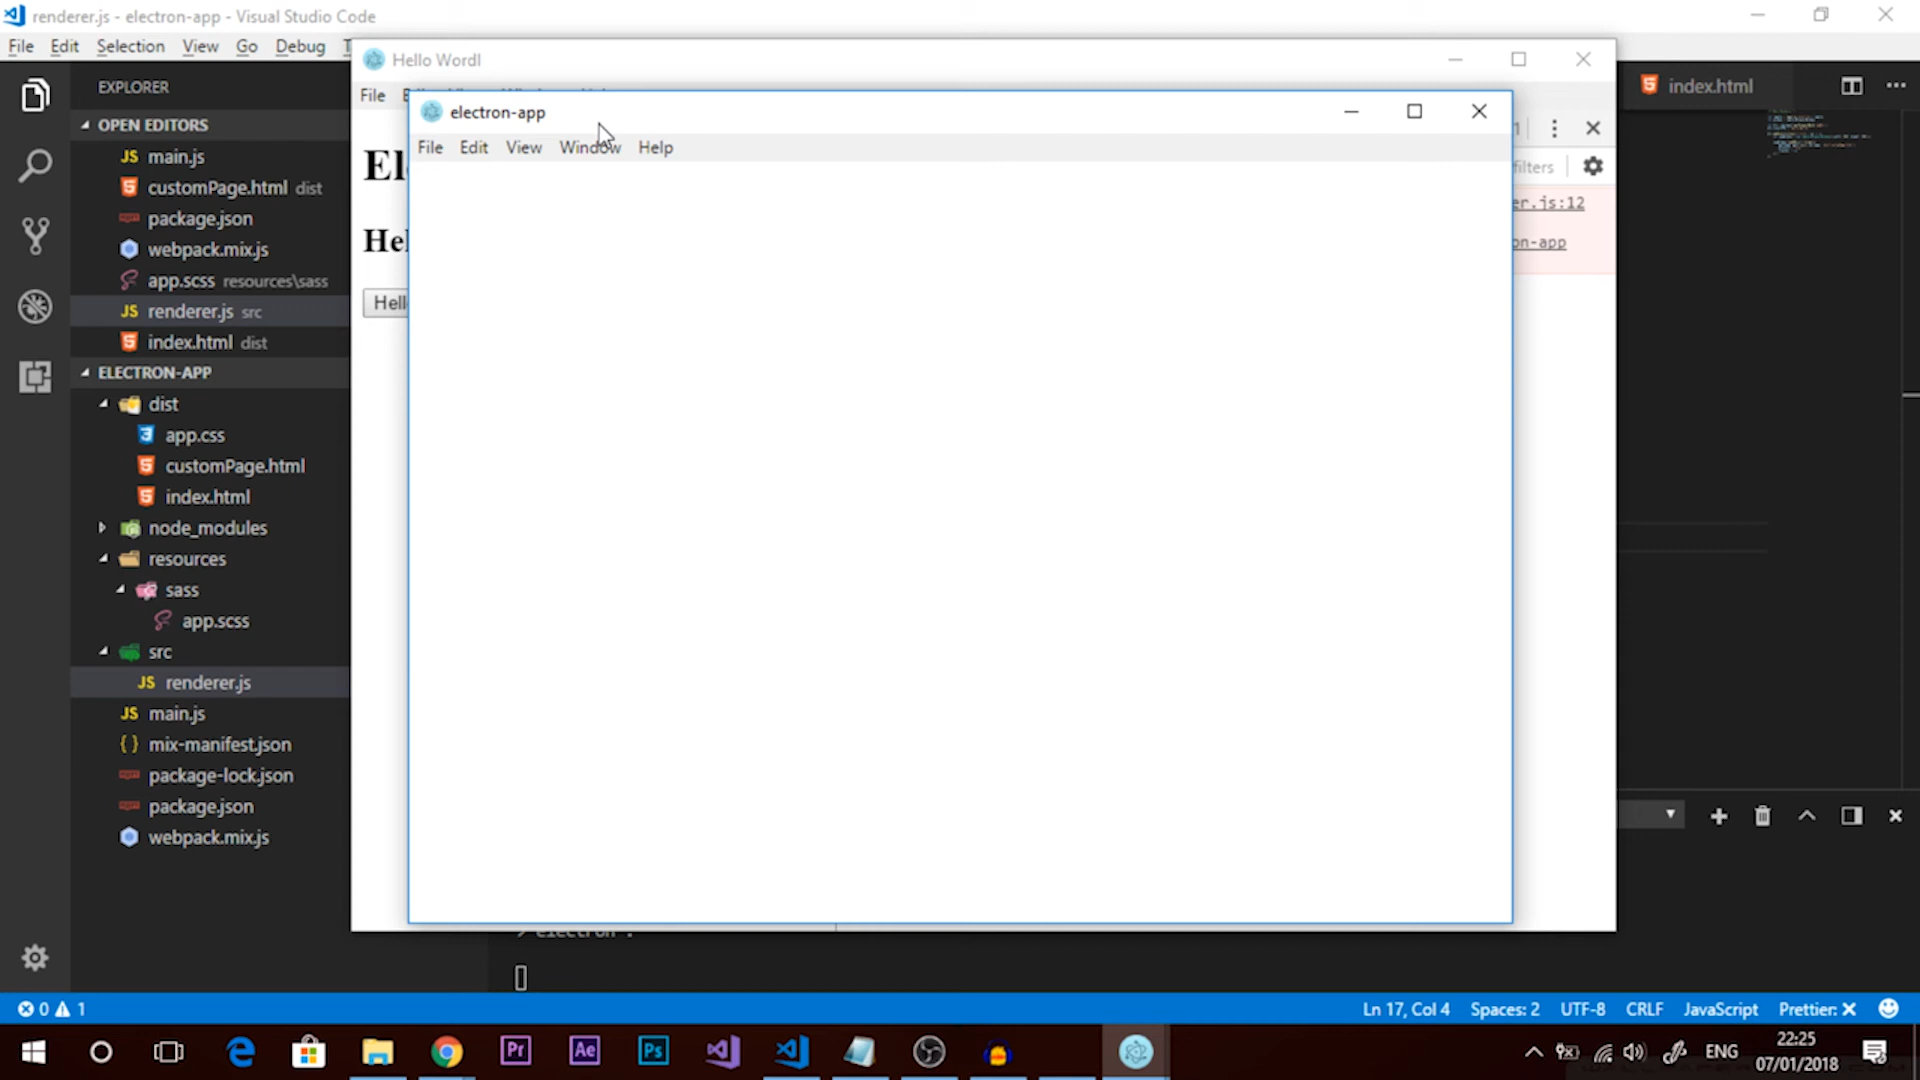 renderer.js - electron-app - Visual Studio Code
File Edit Selection View Go Debug
Hello Wordl
File
electron-app
File Edit View Window Help
EXPLORER
OPEN EDITORS
JS main.js
customPage.html dist
package.json
webpack.mix.js
app.scss resources\sass
JS renderer.js src
index.html dist
ELECTRON-APP
dist
app.css
customPage.html
index.html
node_modules
resources
sass
app.scss
src
JS renderer.js
JS main.js
{ } mix-manifest.json
package-lock.json
package.json
webpack.mix.js
El
Hel
Hell
index.html
filters
er.js:12
on-app
> electron .
0 1
Ln 17, Col 4 Spaces: 2 UTF-8 CRLF JavaScript Prettier: X
Pr Ae Ps
ENG
22:25
07/01/2018